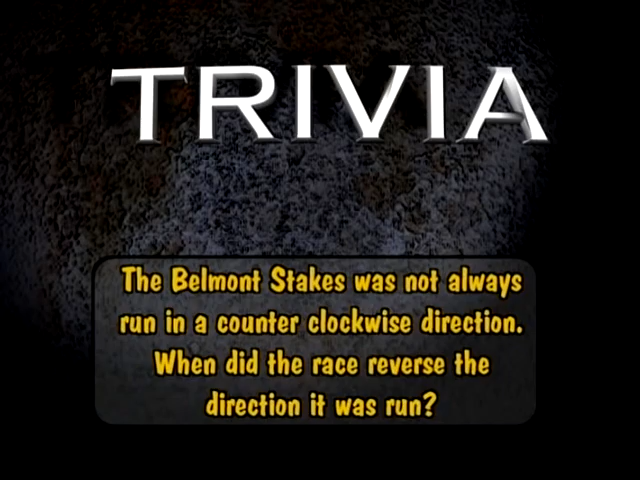 TRIVIA
The Belmont Stakes was not always
run in a counter clockwise direction.
When did the race reverse the
direction it was run?